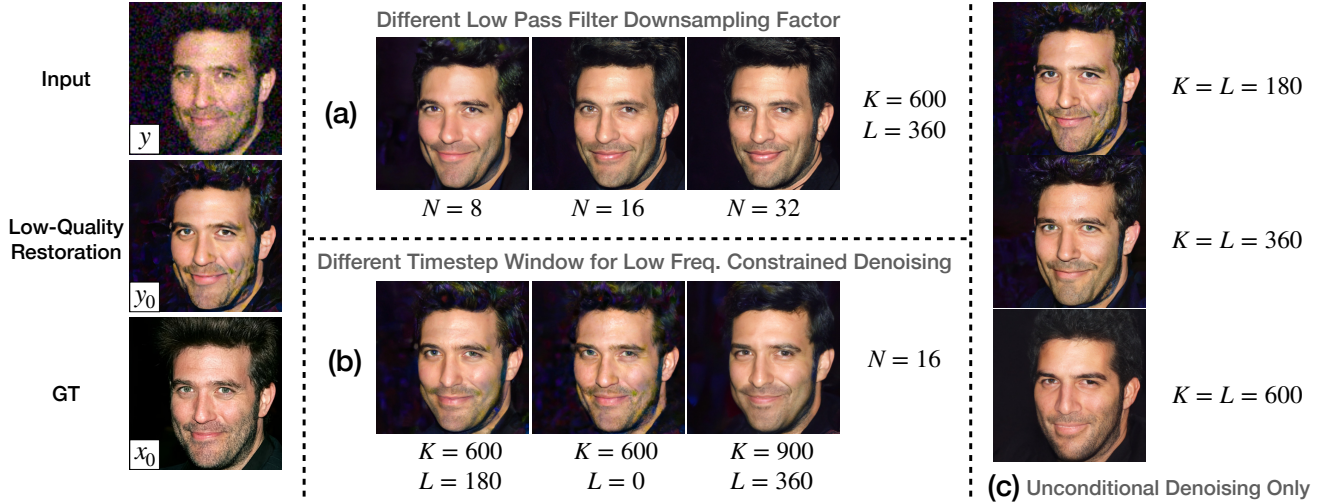 Input
y
Low-Quality
Restoration
y₀
GT
x₀
Different Low Pass Filter Downsampling Factor
(a)
K = 600
L = 360
N = 8
N = 16
N = 32
Different Timestep Window for Low Freq. Constrained Denoising
(b)
N = 16
K = 600
L = 180
K = 600
L = 0
K = 900
L = 360
K = L = 180
K = L = 360
K = L = 600
(c) Unconditional Denoising Only